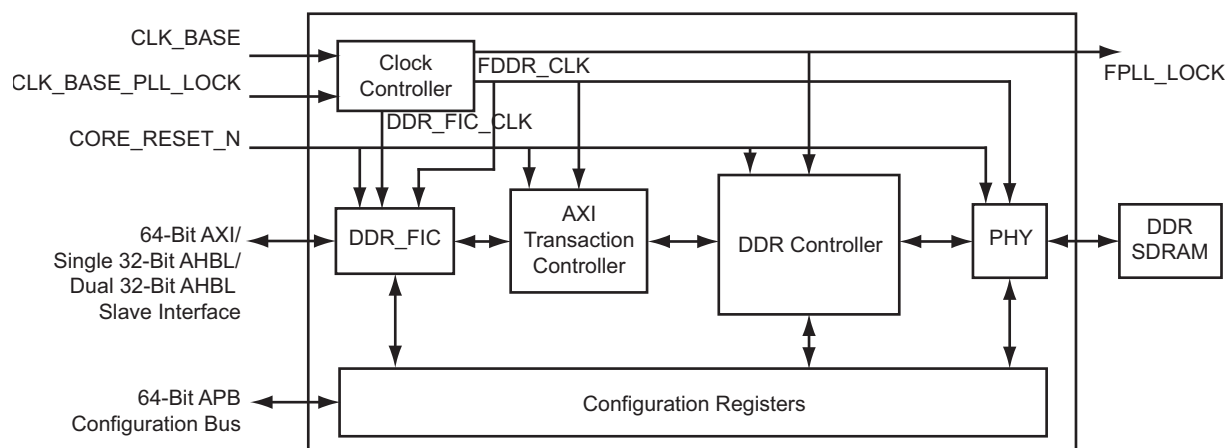 CLK_BASE
CLK_BASE_PLL_LOCK
CORE_RESET_N
Clock
Controller
FDDR_CLK
FPLL_LOCK
DDR_FIC_CLK
64-Bit AXI/
Single 32-Bit AHBL/
Dual 32-Bit AHBL
Slave Interface
DDR_FIC
AXI
Transaction
Controller
DDR Controller
PHY
DDR
SDRAM
64-Bit APB
Configuration Bus
Configuration Registers